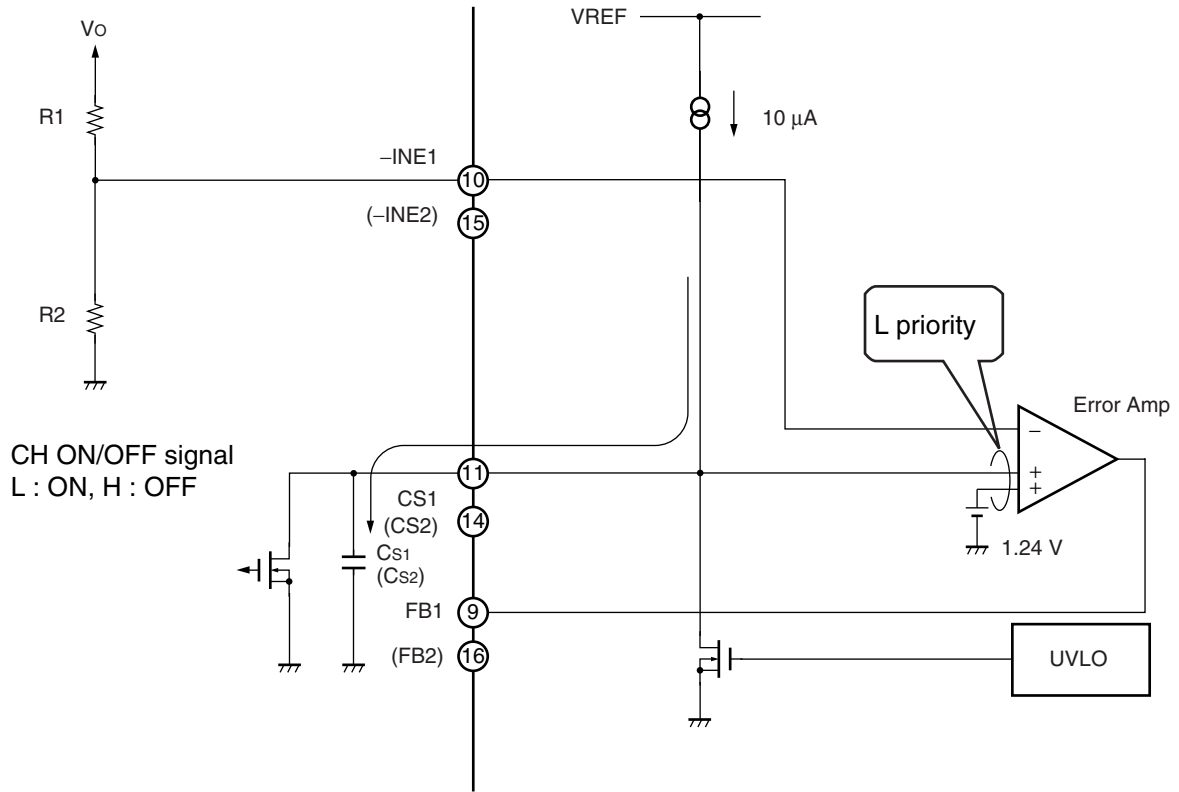 VREF
VO
R1
10 μA
–INE1
10
(–INE2)
15
R2
L priority
Error Amp
–
+
+
1.24 V
CH ON/OFF signal
L : ON, H : OFF
11
CS1
(CS2)
14
CS1
(CS2)
FB1
9
(FB2)
16
UVLO